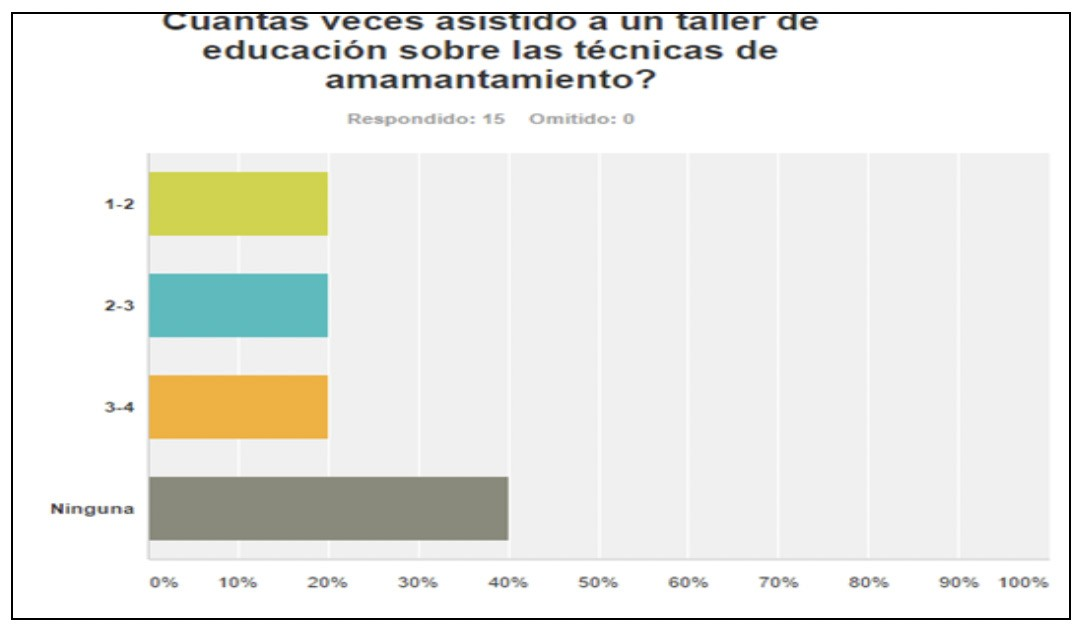 Cuantas veces asistido a un taller de
educación sobre las técnicas de
amamantamiento?
Respondido: 15 Omitido: 0
1-2
2-3
3-4
Ninguna
0% 10% 20% 30% 40% 50% 60% 70% 80% 90% 100%